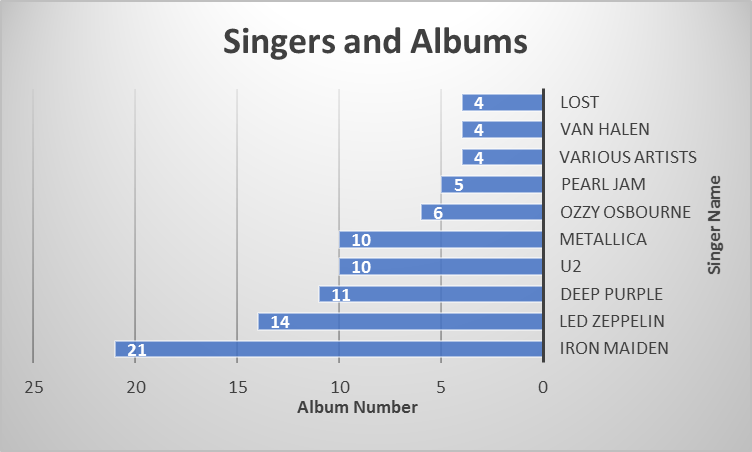 Singers and Albums
4 LOST
4 VAN HALEN
4 VARIOUS ARTISTS
5 PEARL JAM
6 OZZY OSBOURNE
10 METALLICA
10 U2
11 DEEP PURPLE
14 LED ZEPPELIN
21 IRON MAIDEN
Singer Name
25 20 15 10 5 0
Album Number